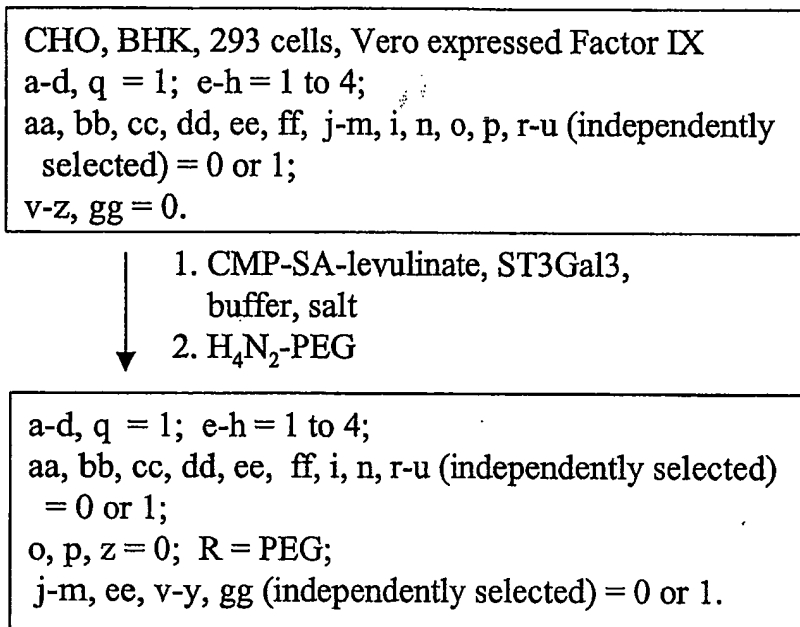 CHO, BHK, 293 cells, Vero expressed Factor IX
a-d, q = 1; e-h = 1 to 4;
aa, bb, cc, dd, ee, ff, j-m, i, n, o, p, r-u (independently
selected) = 0 or 1;
v-z, gg = 0.
1. CMP-SA-levulinate, ST3Gal3,
buffer, salt
2. H₄N₂-PEG
a-d, q = 1; e-h = 1 to 4;
aa, bb, cc, dd, ee, ff, i, n, r-u (independently selected)
= 0 or 1;
o, p, z = 0; R = PEG;
j-m, ee, v-y, gg (independently selected) = 0 or 1.